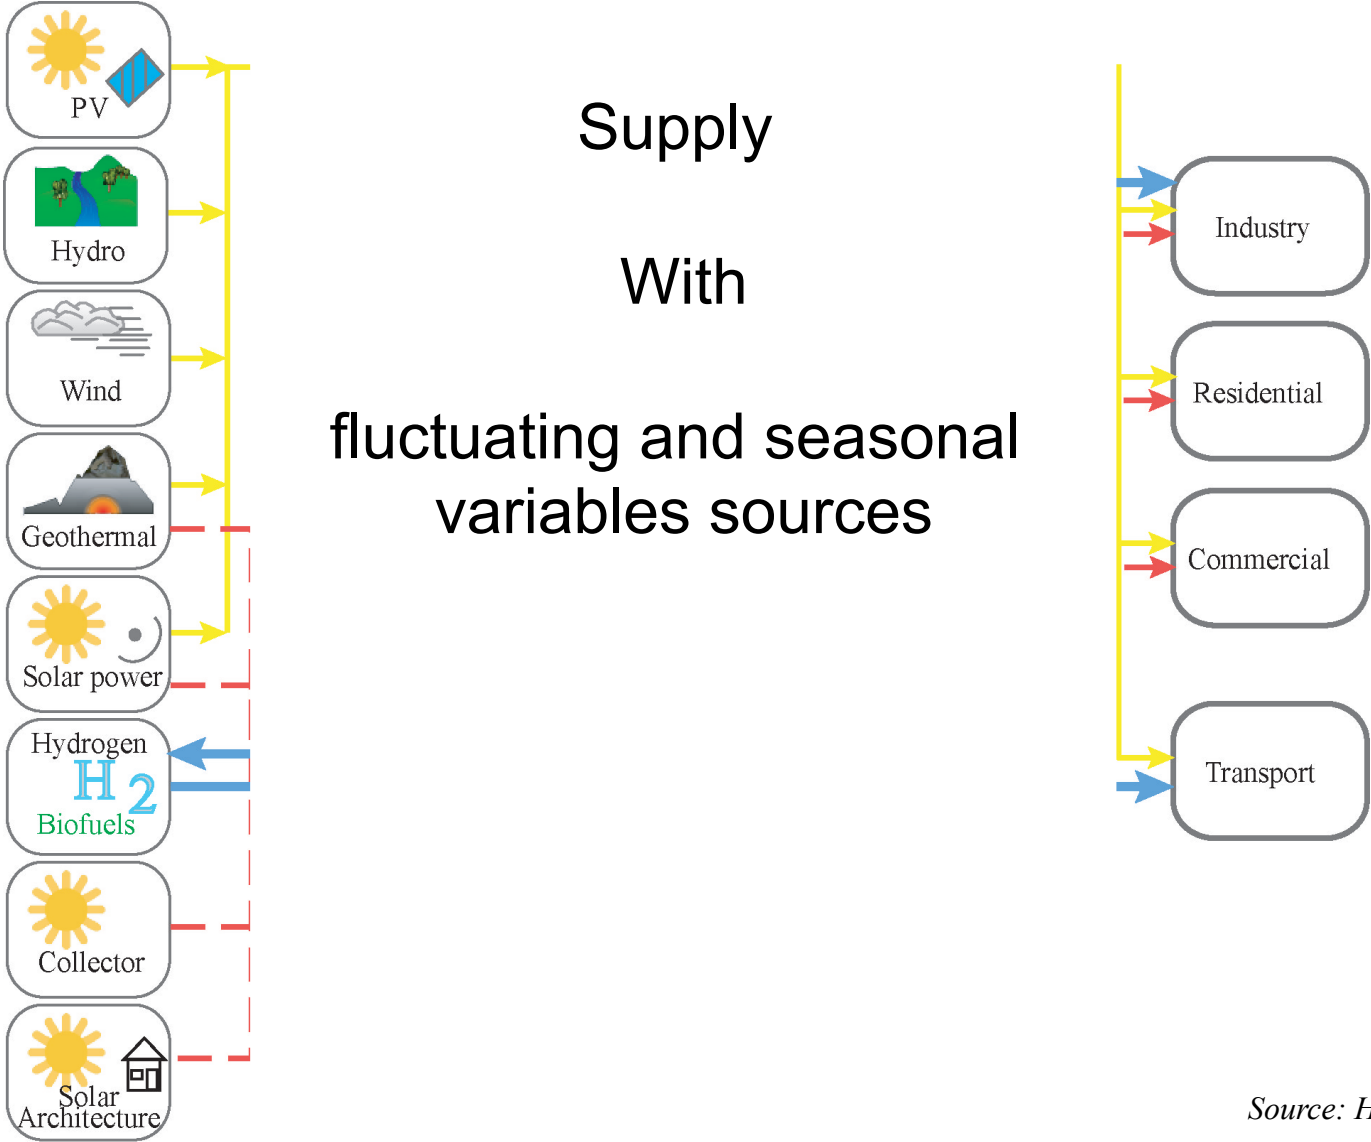 PV
Hydro
Wind
Geothermal
Solar power
Hydrogen
H2
Biofuels
Collector
Solar
Architecture
Supply
With
fluctuating and seasonal
variables sources
Industry
Residential
Commercial
Transport
Source: H